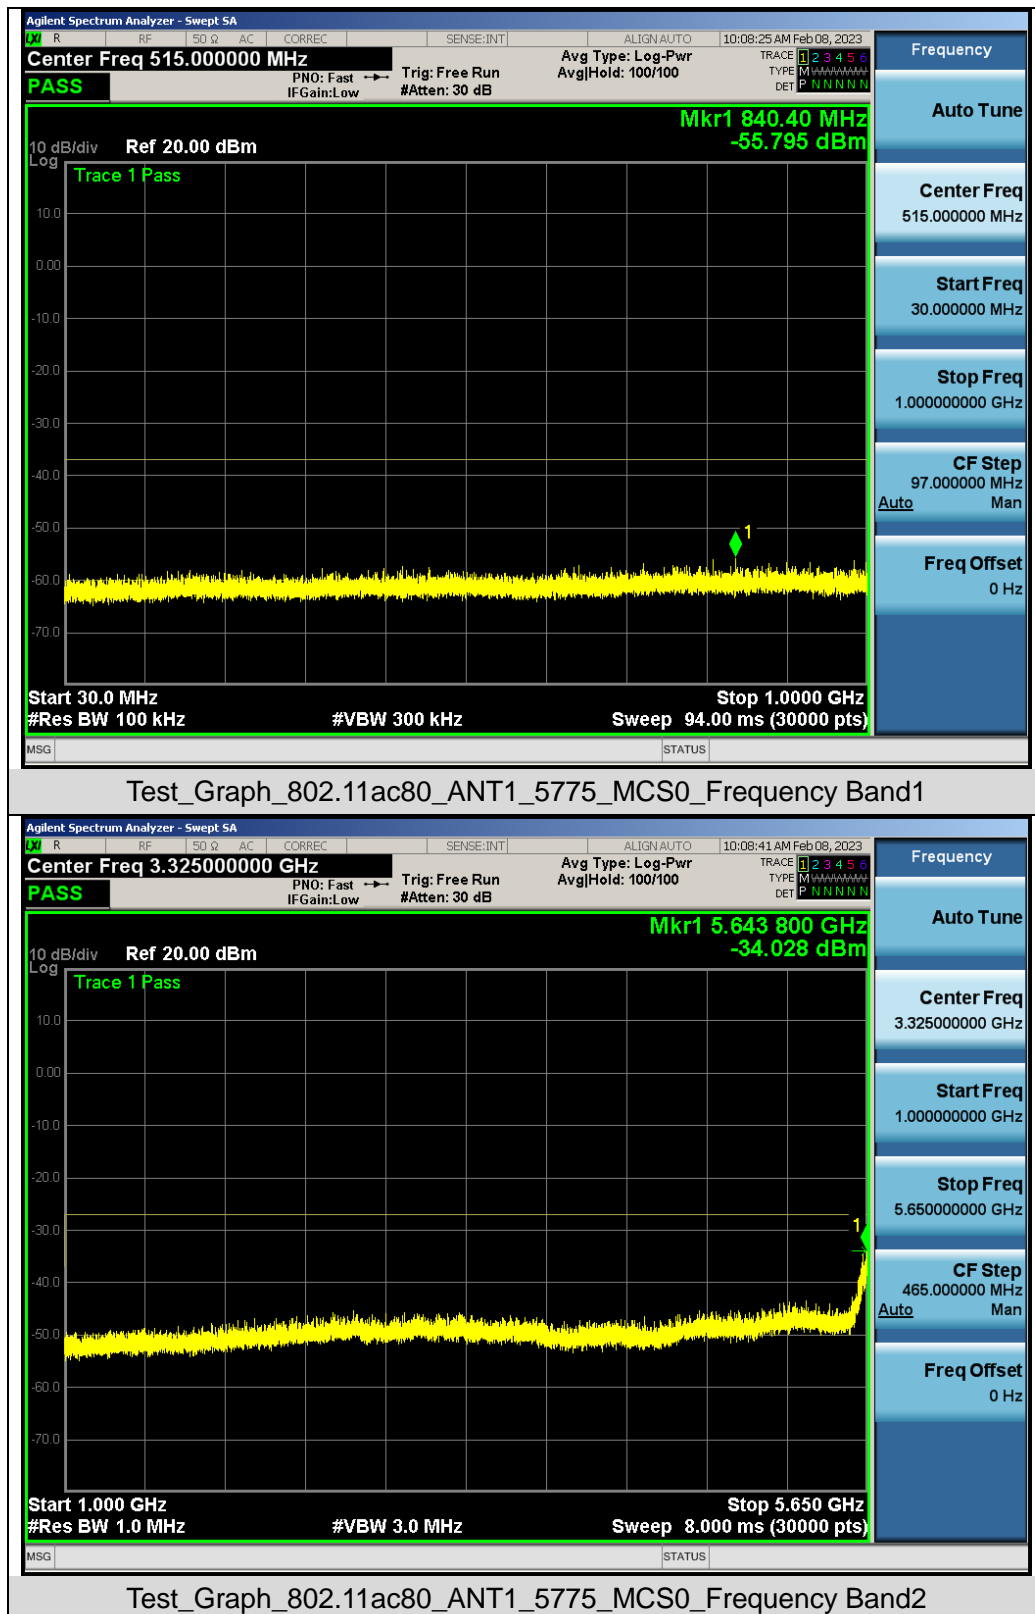 Agilent Spectrum Analyzer - Swept SA
LXI R RF 50 Ω AC CORREC SENSE:INT ALIGN AUTO 10:08:25 AM Feb 08, 2023
Center Freq 515.000000 MHz
PNO: Fast
IFGain:Low
Trig: Free Run
#Atten: 30 dB
Avg Type: Log-Pwr
Avg|Hold: 100/100
TRACE 1 2 3 4 5 6
TYPE M
DET P N N N N N
PASS
Mkr1 840.40 MHz
-55.795 dBm
10 dB/div Ref 20.00 dBm
Log
Trace 1 Pass
10.0
0.00
-10.0
-20.0
-30.0
-40.0
-50.0
-60.0
-70.0
1
Start 30.0 MHz Stop 1.0000 GHz
#Res BW 100 kHz #VBW 300 kHz Sweep 94.00 ms (30000 pts)
MSG STATUS
Frequency
Auto Tune
Center Freq
515.000000 MHz
Start Freq
30.000000 MHz
Stop Freq
1.000000000 GHz
CF Step
97.000000 MHz
Auto Man
Freq Offset
0 Hz
Test_Graph_802.11ac80_ANT1_5775_MCS0_Frequency Band1
Agilent Spectrum Analyzer - Swept SA
LXI R RF 50 Ω AC CORREC SENSE:INT ALIGN AUTO 10:08:41 AM Feb 08, 2023
Center Freq 3.325000000 GHz
PNO: Fast
IFGain:Low
Trig: Free Run
#Atten: 30 dB
Avg Type: Log-Pwr
Avg|Hold: 100/100
TRACE 1 2 3 4 5 6
TYPE M
DET P N N N N N
PASS
Mkr1 5.643 800 GHz
-34.028 dBm
10 dB/div Ref 20.00 dBm
Log
Trace 1 Pass
10.0
0.00
-10.0
-20.0
-30.0
-40.0
-50.0
-60.0
-70.0
1
Start 1.000 GHz Stop 5.650 GHz
#Res BW 1.0 MHz #VBW 3.0 MHz Sweep 8.000 ms (30000 pts)
MSG STATUS
Frequency
Auto Tune
Center Freq
3.325000000 GHz
Start Freq
1.000000000 GHz
Stop Freq
5.650000000 GHz
CF Step
465.000000 MHz
Auto Man
Freq Offset
0 Hz
Test_Graph_802.11ac80_ANT1_5775_MCS0_Frequency Band2